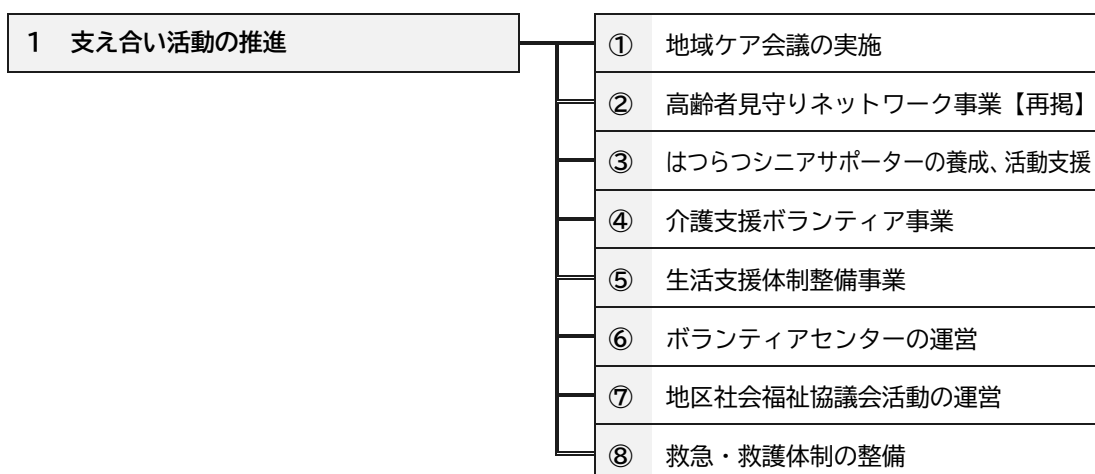 1 支え合い活動の推進
① 地域ケア会議の実施
② 高齢者見守りネットワーク事業【再掲】
③ はつらつシニアサポーターの養成、活動支援
④ 介護支援ボランティア事業
⑤ 生活支援体制整備事業
⑥ ボランティアセンターの運営
⑦ 地区社会福祉協議会活動の運営
⑧ 救急・救護体制の整備